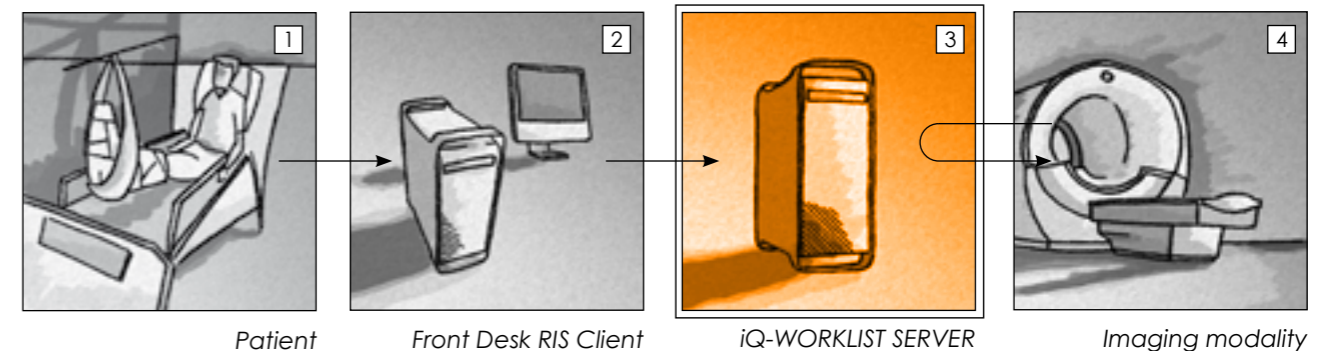 1
2
3
4
Patient
Front Desk RIS Client
iQ-WORKLIST SERVER
Imaging modality